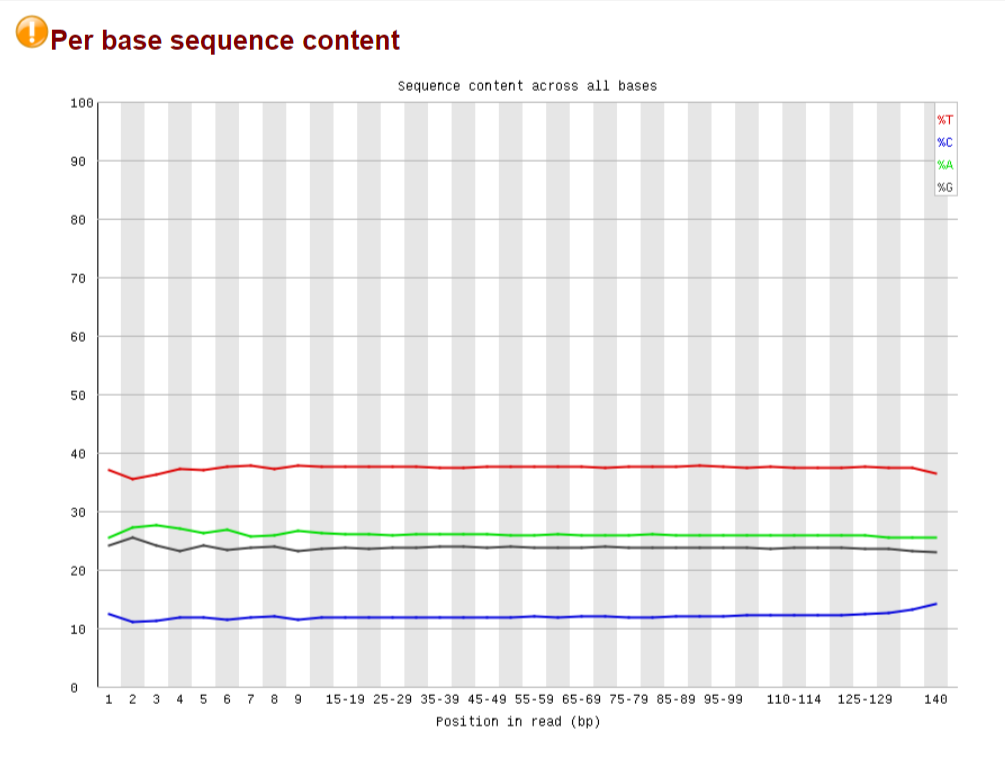 Per base sequence content
Sequence content across all bases
%T
%C
%A
%G
100
90
80
70
60
50
40
30
20
10
0
1 2 3 4 5 6 7 8 9 15-19 25-29 35-39 45-49 55-59 65-69 75-79 85-89 95-99 110-114 125-129 140
Position in read (bp)